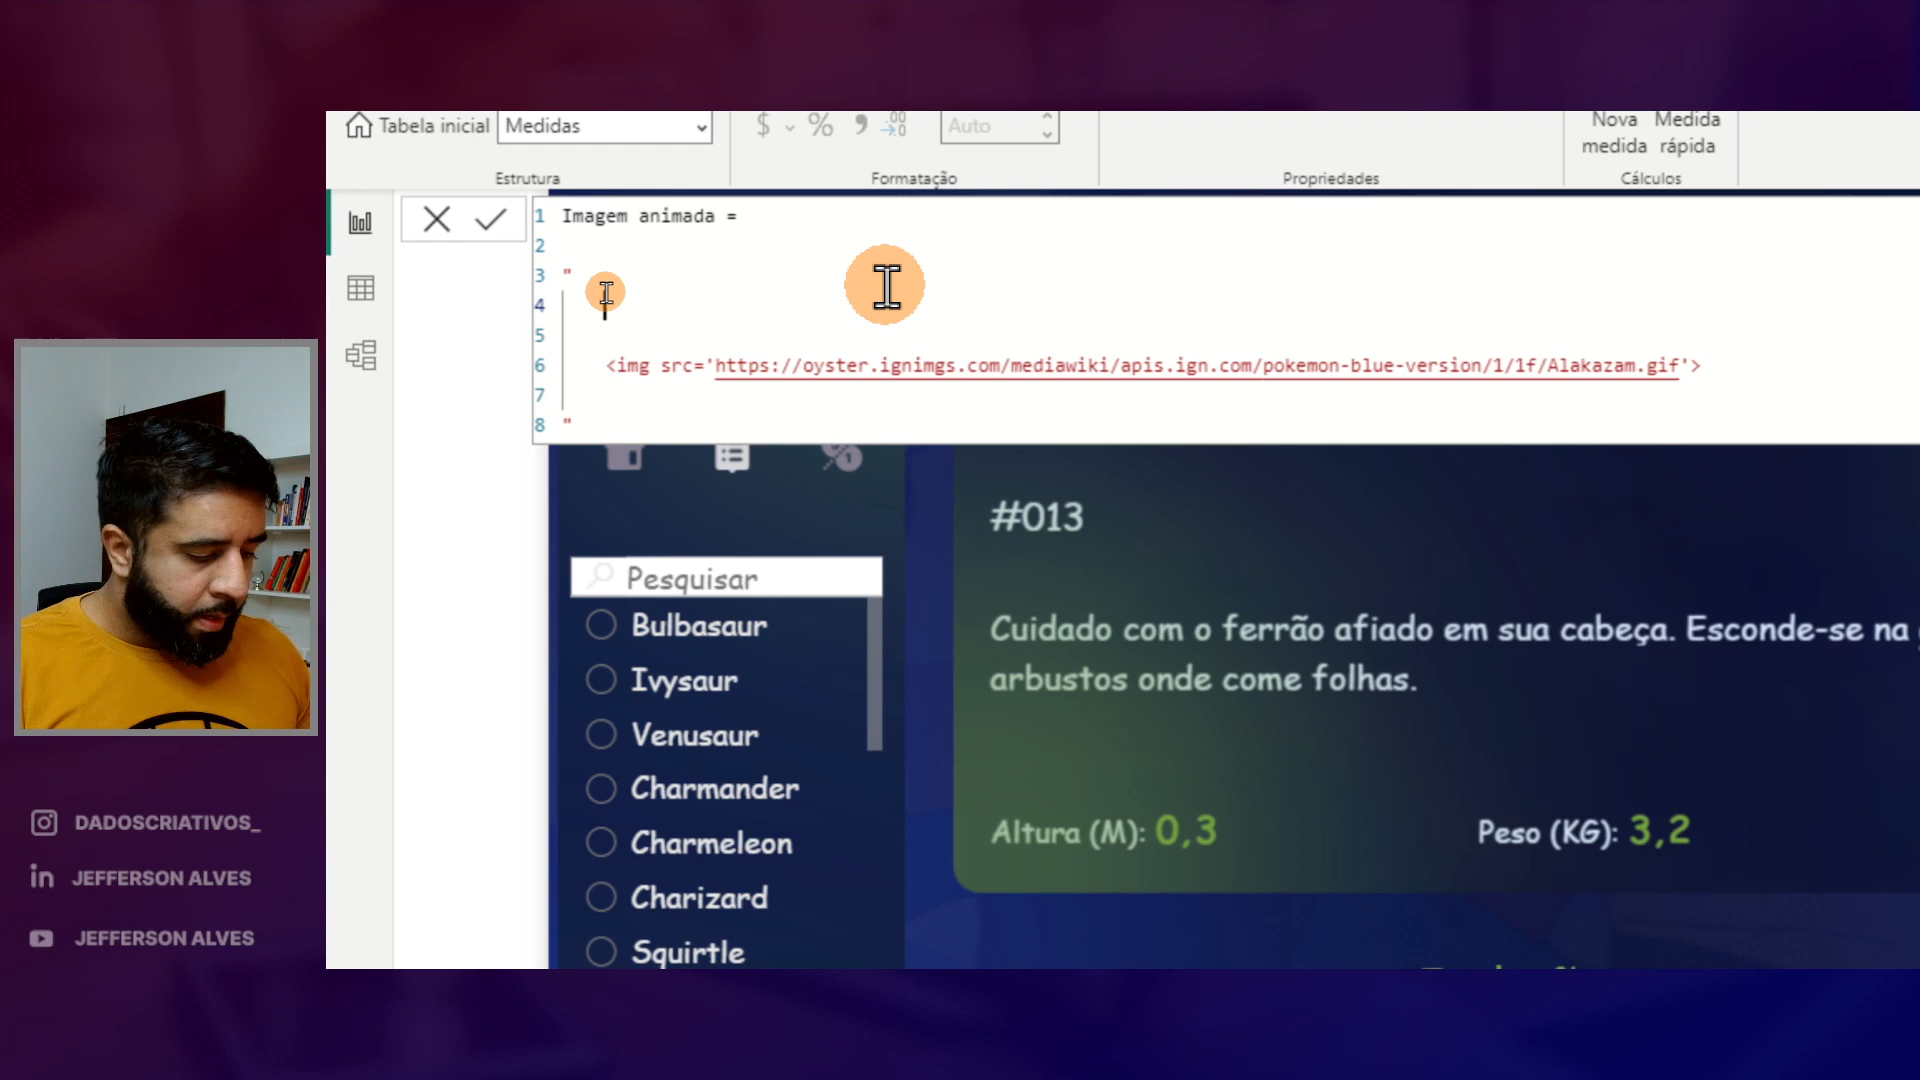 Tabela inicial Medidas
$ % Auto
Nova medida
Medida rápida
Estrutura
Formatação
Propriedades
Cálculos
1 Imagem animada =
2
3 "
4
5
6 <img src='https://oyster.ignimgs.com/mediawiki/apis.ign.com/pokemon-blue-version/1/1f/Alakazam.gif'>
7
8 "
#013
Pesquisar
Bulbasaur
Ivysaur
Venusaur
Charmander
Charmeleon
Charizard
Squirtle
Cuidado com o ferrão afiado em sua cabeça. Esconde-se na
arbustos onde come folhas.
Altura (M): 0,3
Peso (KG): 3,2
DADOSCRIATIVOS_
JEFFERSON ALVES
JEFFERSON ALVES